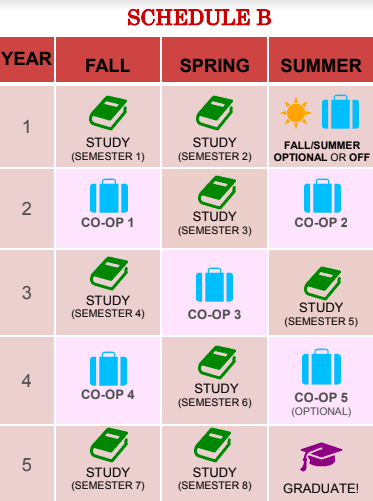 SCHEDULE B
YEAR FALL SPRING SUMMER
1
STUDY
(SEMESTER 1)
STUDY
(SEMESTER 2)
FALL/SUMMER
OPTIONAL OR OFF
2
CO-OP 1
STUDY
(SEMESTER 3)
CO-OP 2
3
STUDY
(SEMESTER 4)
CO-OP 3
STUDY
(SEMESTER 5)
4
CO-OP 4
STUDY
(SEMESTER 6)
CO-OP 5
(OPTIONAL)
5
STUDY
(SEMESTER 7)
STUDY
(SEMESTER 8)
GRADUATE!